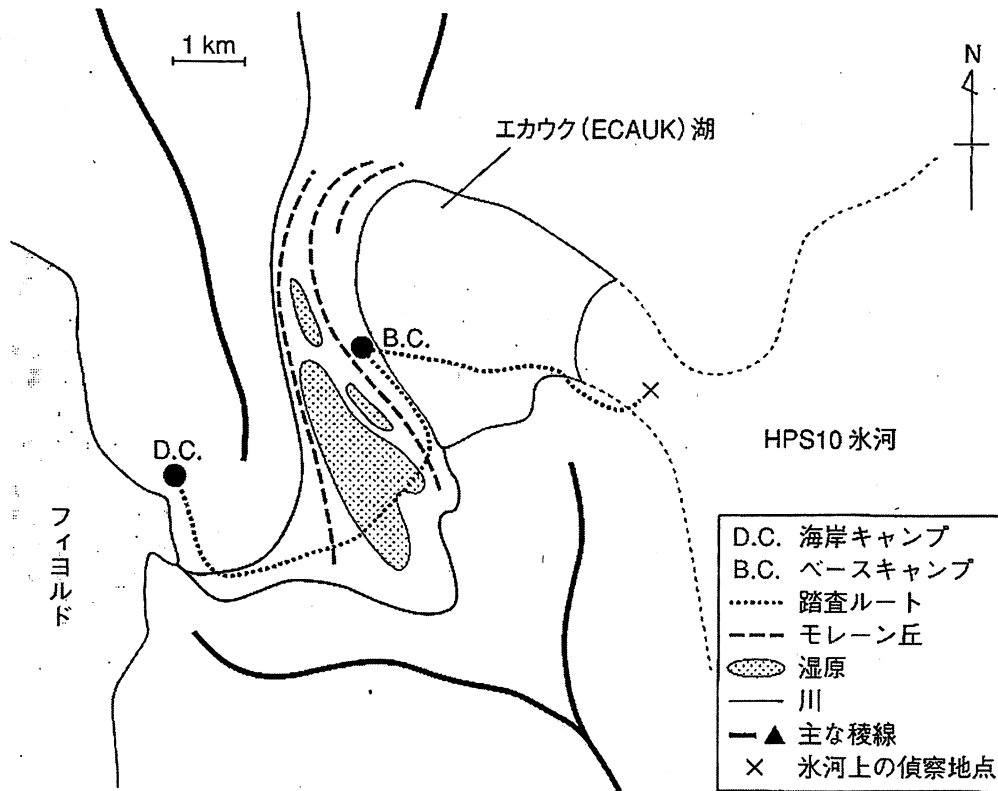 1 km
N
エカウク（ECAUK）湖
B.C.
D.C.
HPS10 氷河
フィヨルド
D.C. 海岸キャンプ
B.C. ベースキャンプ
踏査ルート
モレーン丘
湿原
川
主な稜線
氷河上の偵察地点